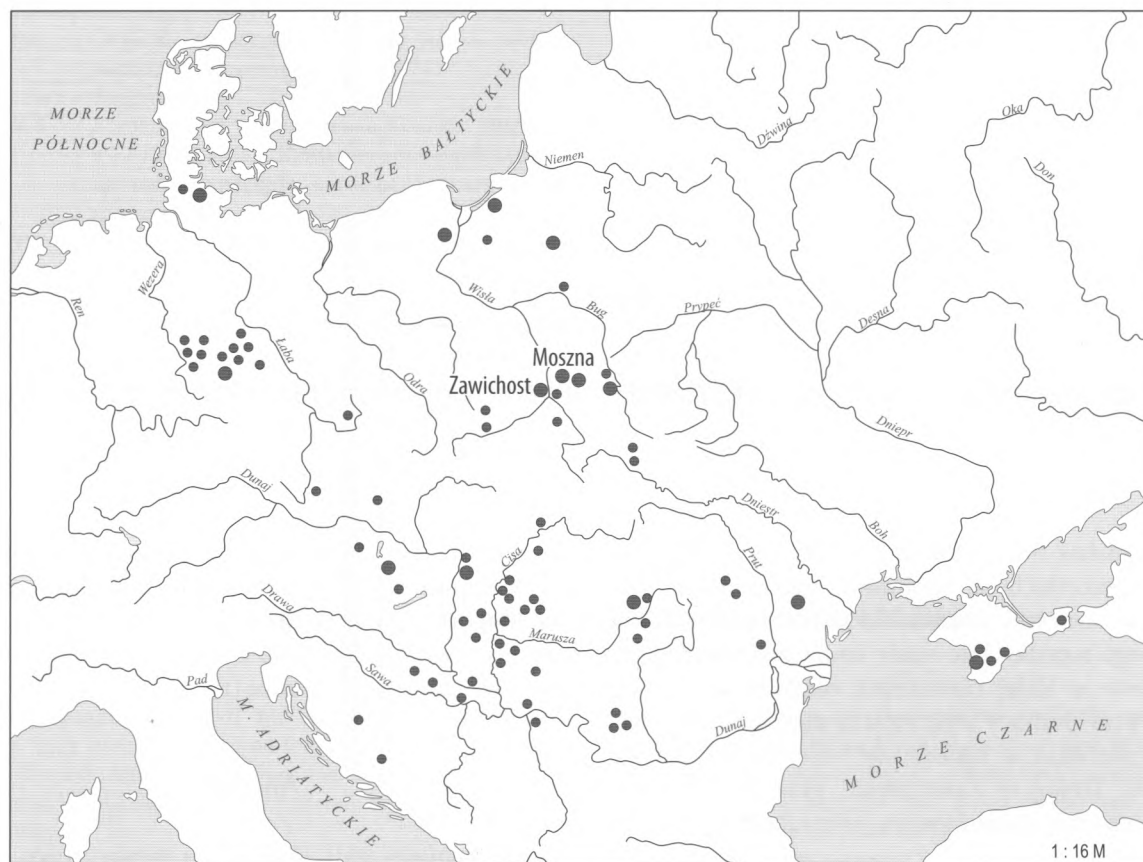 MORZE
PÓŁNOCNE
MORZE BAŁTYCKIE
Dźwina
Oka
Don
Niemen
Wezera
Ren
Łaba
Odra
Wisła
Bug
Prypeć
Desna
Moszna
Zawichost
Dniepr
Dunaj
Dniestr
Boh
Cisa
Prut
Drawa
Marusza
Sawa
Pad
Dunaj
M. ADRIATYCKIE
MORZE CZARNE
1 : 16 M